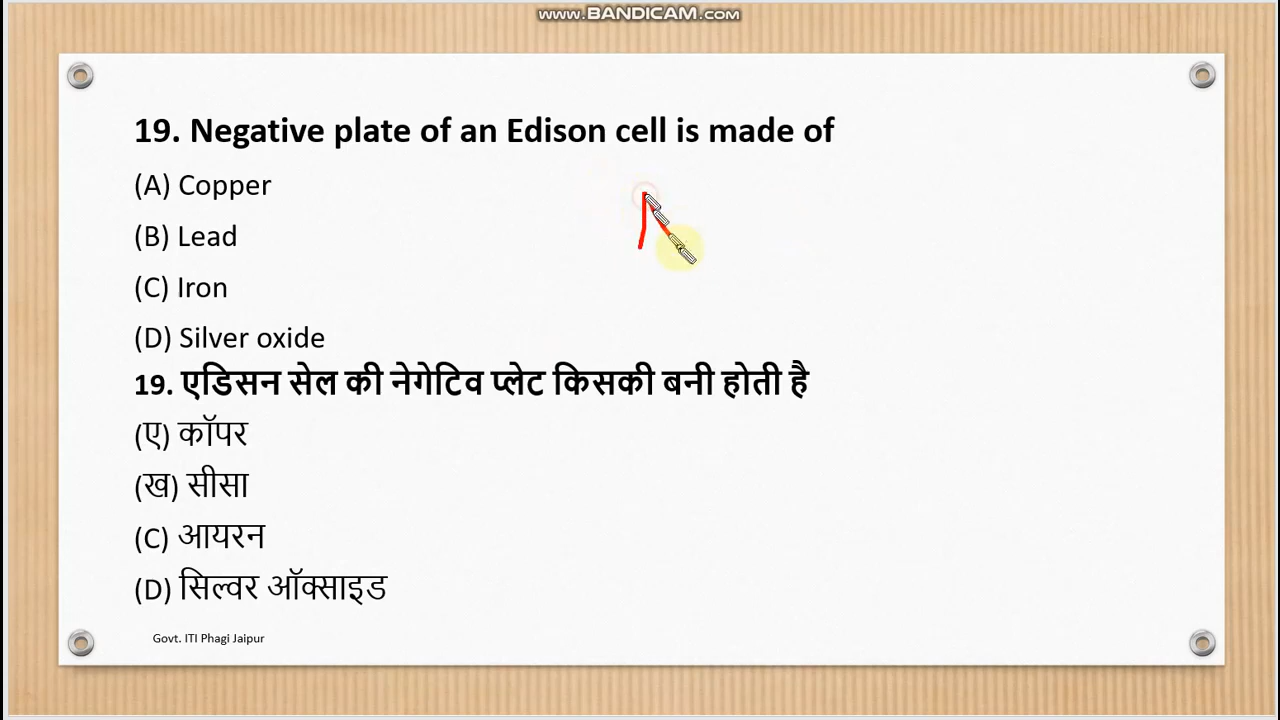 www.BANDICAM.com
19. Negative plate of an Edison cell is made of
(A) Copper
(B) Lead
(C) Iron
(D) Silver oxide
19. एडिसन सेल की नेगेटिव प्लेट किसकी बनी होती है
(ए) कॉपर
(ख) सीसा
(C) आयरन
(D) सिल्वर ऑक्साइड
Govt. ITI Phagi Jaipur